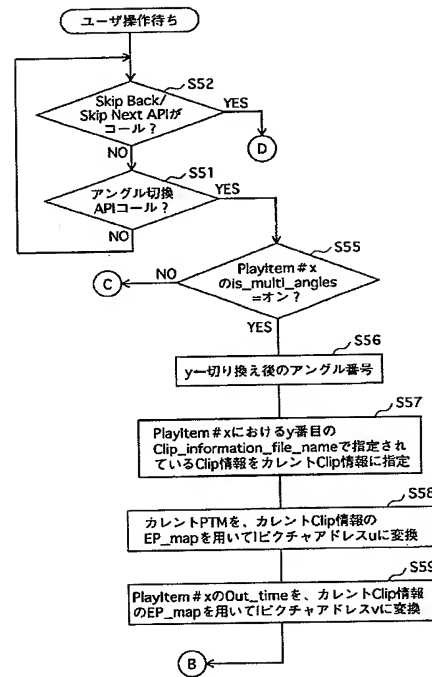 ユーザ操作待ち
S52
Skip Back/
Skip Next APIが
コール?
YES
D
NO
S51
アングル切換
APIコール?
YES
NO
S55
PlayItem#x
のis_multi_angles
=オン?
NO
C
YES
S56
y←切り換え後のアングル番号
S57
PlayItem#xにおけるy番目の
Clip_information_file_nameで指定され
ているClip情報をカレントClip情報に指定
S58
カレントPTMを、カレントClip情報の
EP_mapを用いてIピクチャアドレスuに変換
S59
PlayItem#xのOut_timeを、カレントClip情報
のEP_mapを用いてIピクチャアドレスvに変換
B